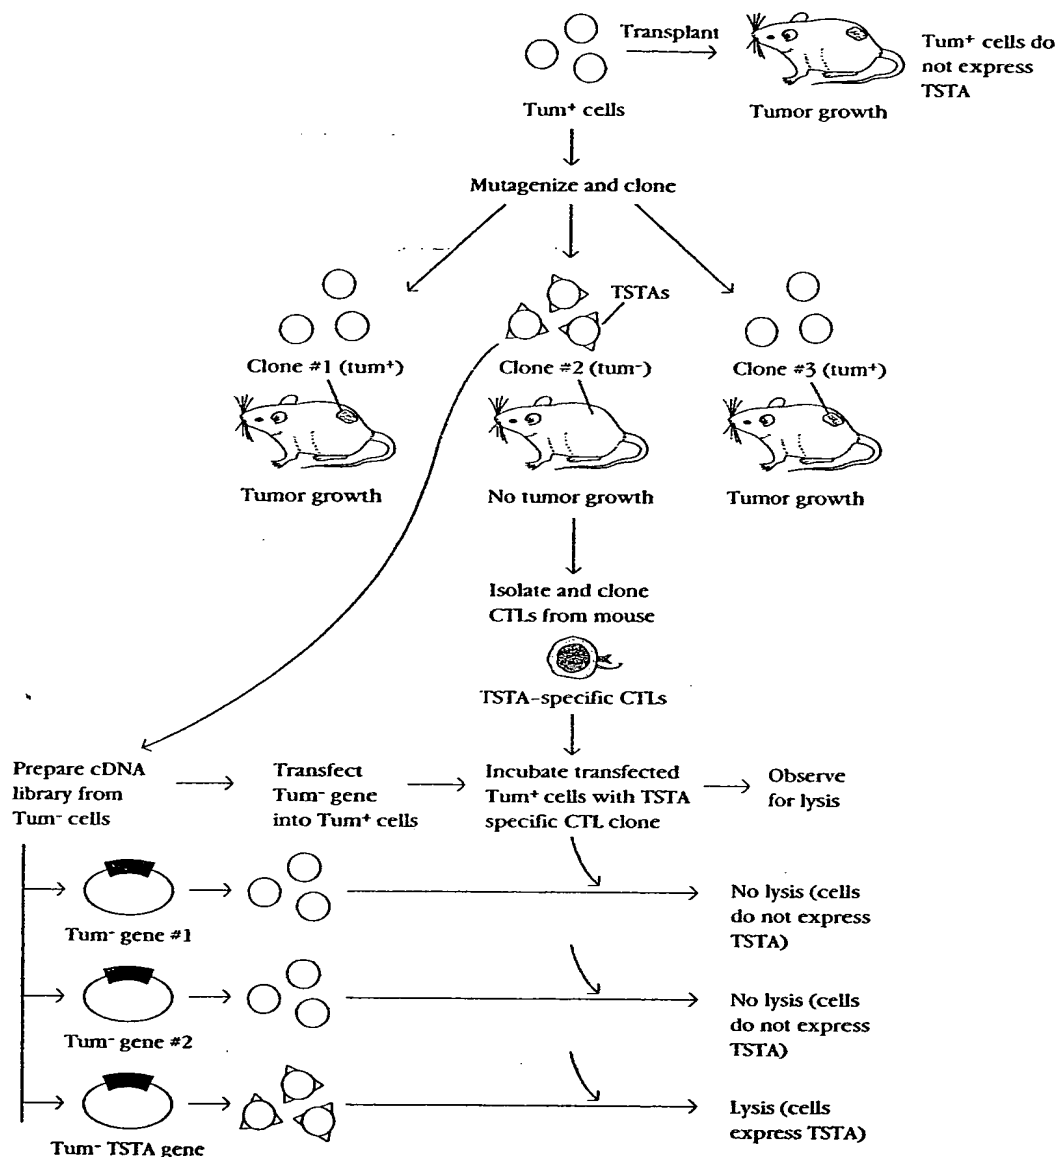 Transplant
Tum⁺ cells do
not express
TSTA
Tum⁺ cells
Tumor growth
Mutagenize and clone
TSTAs
Clone #1 (tum⁺)
Clone #2 (tum⁻)
Clone #3 (tum⁺)
Tumor growth
No tumor growth
Tumor growth
Isolate and clone
CTLs from mouse
TSTA-specific CTLs
Prepare cDNA
library from
Tum⁻ cells
Transfect
Tum⁻ gene
into Tum⁺ cells
Incubate transfected
Tum⁺ cells with TSTA
specific CTL clone
Observe
for lysis
Tum⁻ gene #1
No lysis (cells
do not express
TSTA)
Tum⁻ gene #2
No lysis (cells
do not express
TSTA)
Tum⁻ TSTA gene
Lysis (cells
express TSTA)